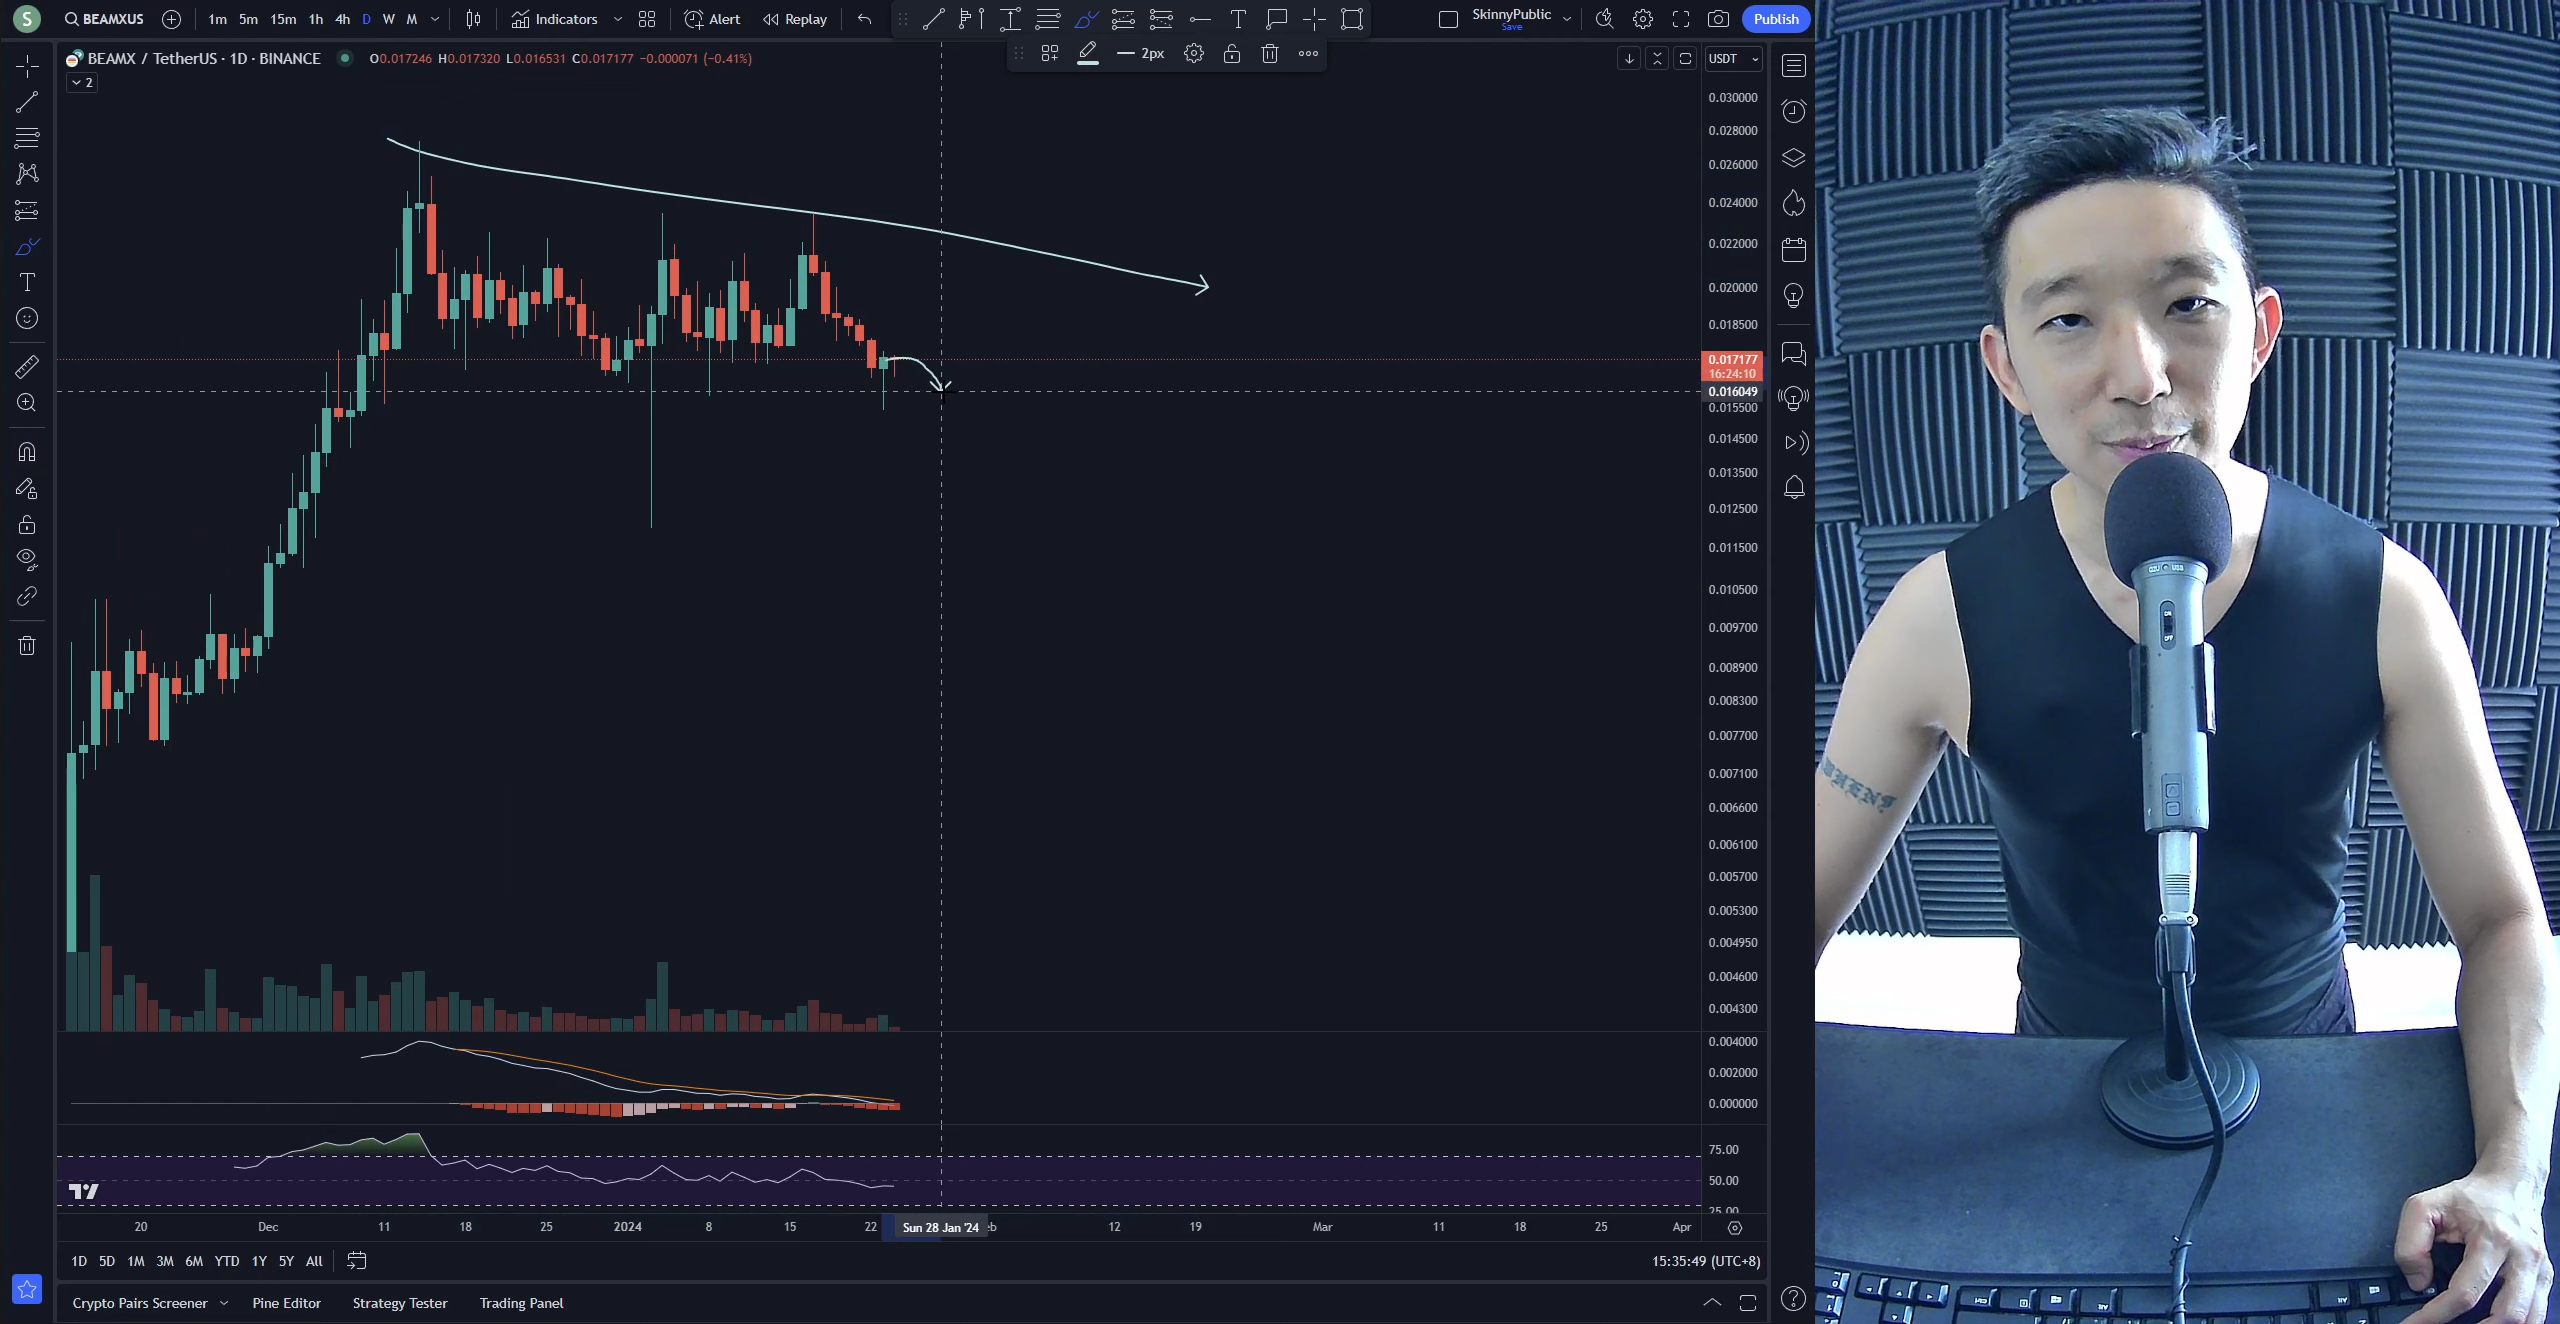 S
BEAMXUS
1m 5m 15m 1h 4h D W M
Indicators
Alert
Replay
SkinnyPublic
Save
Publish
BEAMX / TetherUS · 1D · BINANCE O0.017246 H0.017320 L0.016531 C0.017177 −0.000071 (−0.41%)
2px
USDT
2
0.030000
0.028000
0.026000
0.024000
0.022000
0.020000
0.018500
0.017177
16:24:10
0.016049
0.015500
0.014500
0.013500
0.012500
0.011500
0.010500
0.009700
0.008900
0.008300
0.007700
0.007100
0.006600
0.006100
0.005700
0.005300
0.004950
0.004600
0.004300
0.004000
0.002000
0.000000
75.00
50.00
25.00
20 Dec 11 18 25 2024 8 15 22 Sun 28 Jan '24 eb 12 19 Mar 11 18 25 Apr
1D 5D 1M 3M 6M YTD 1Y 5Y All
15:35:49 (UTC+8)
Crypto Pairs Screener Pine Editor Strategy Tester Trading Panel